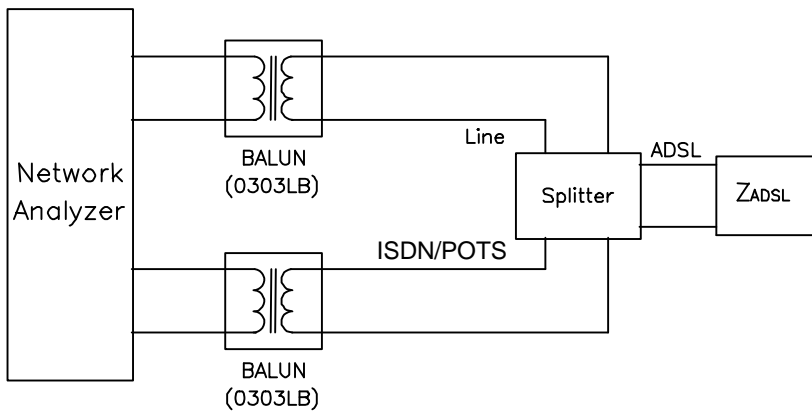 Network
Analyzer
BALUN
(0303LB)
Line
ADSL
Splitter
ZADSL
ISDN/POTS
BALUN
(0303LB)